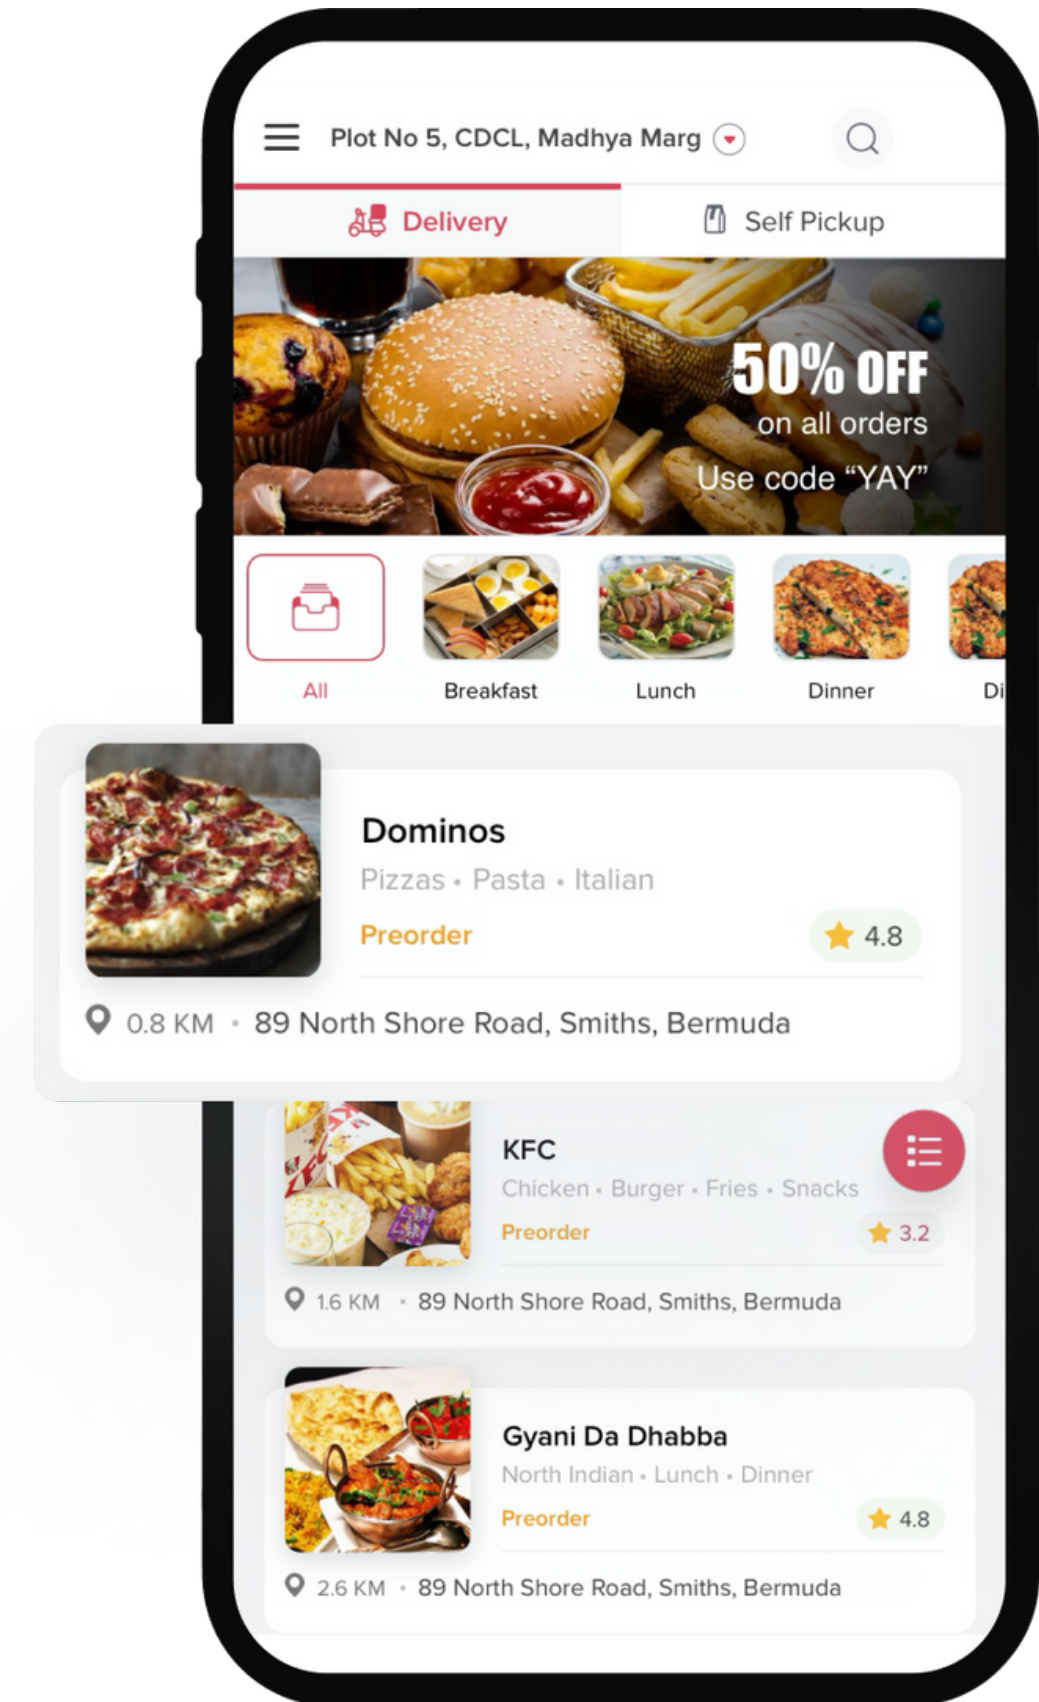 Plot No 5, CDCL, Madhya Marg
Delivery
Self Pickup
50% OFF
on all orders
Use code “YAY”
All
Breakfast
Lunch
Dinner
Di
Dominos
Pizzas • Pasta • Italian
Preorder
4.8
0.8 KM • 89 North Shore Road, Smiths, Bermuda
KFC
KFC
Chicken • Burger • Fries • Snacks
Preorder
3.2
1.6 KM • 89 North Shore Road, Smiths, Bermuda
Gyani Da Dhabba
North Indian • Lunch • Dinner
Preorder
4.8
2.6 KM • 89 North Shore Road, Smiths, Bermuda